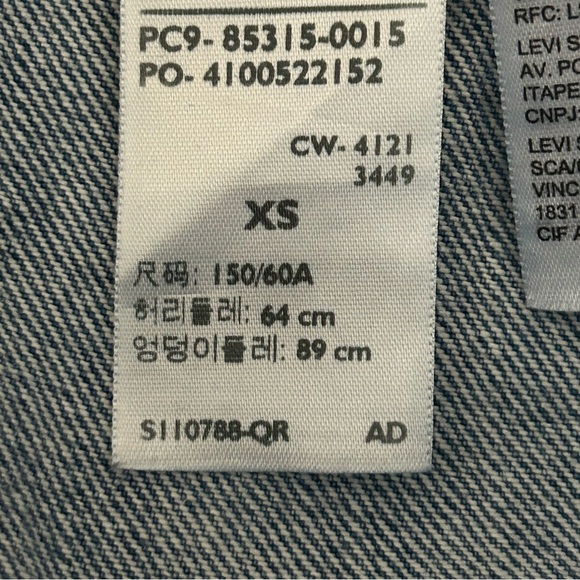 PC9- 85315-0015
PO- 4100522152
CW- 4121
3449
XS
尺码: 150/60A
허리둘레: 64 cm
엉덩이둘레: 89 cm
S110788-QR AD
RFC: L
LEVI S
AV. PO
ITAPE
CNPJ
LEVI S
SCA/
VINC
1831
CIF A